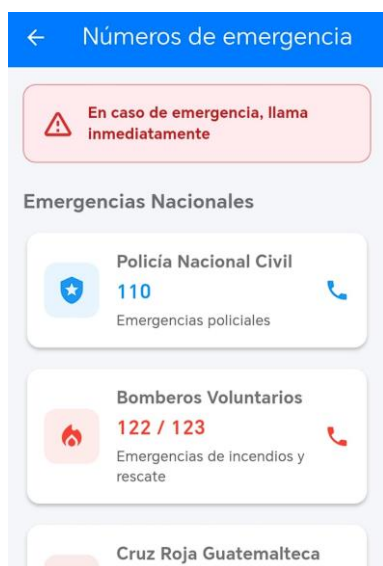 Números de emergencia
En caso de emergencia, llama
inmediatamente
Emergencias Nacionales
Policía Nacional Civil
110
Emergencias policiales
Bomberos Voluntarios
122 / 123
Emergencias de incendios y
rescate
Cruz Roja Guatemalteca